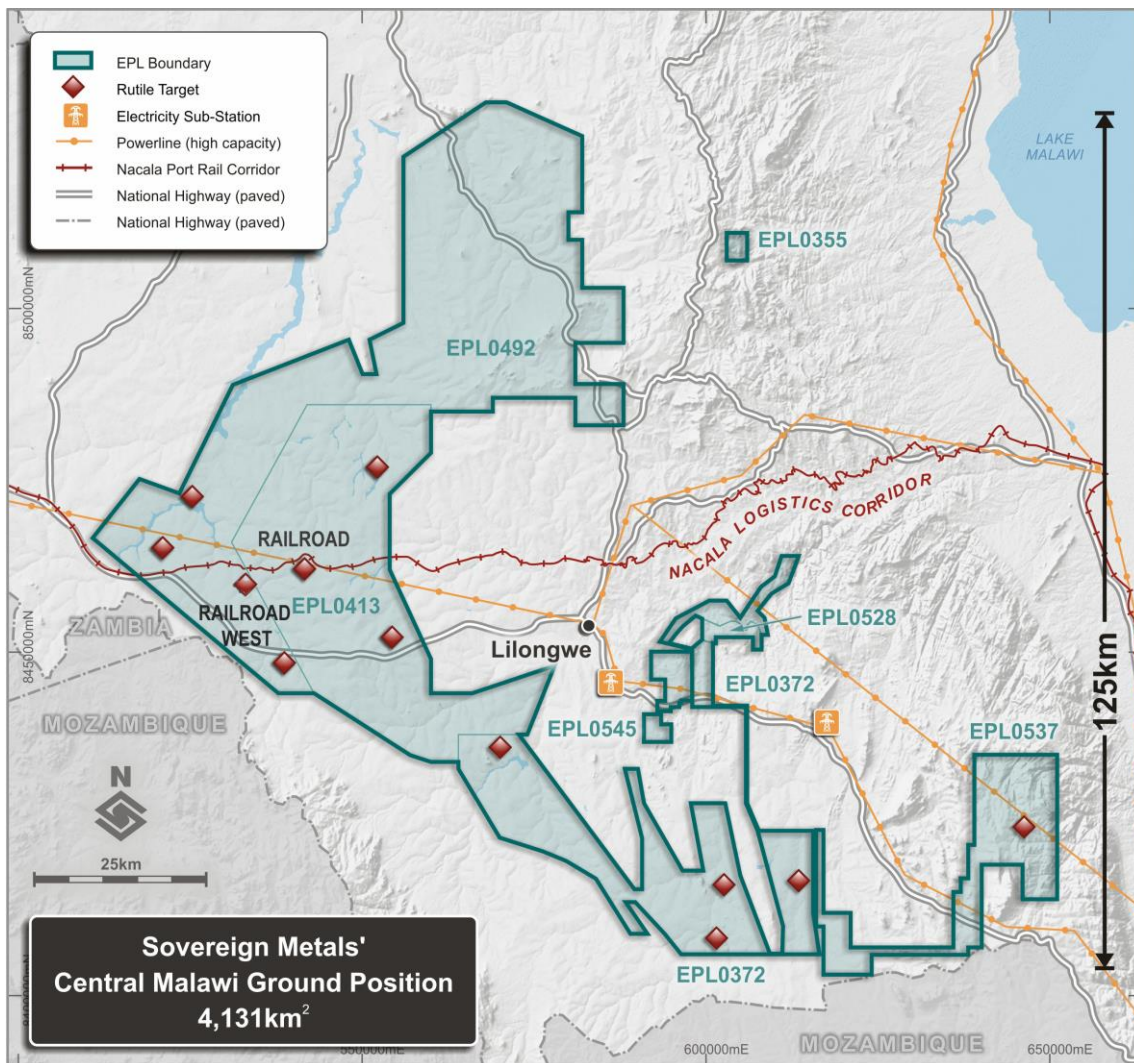 EPL Boundary
Rutile Target
Electricity Sub-Station
Powerline (high capacity)
Nacala Port Rail Corridor
National Highway (paved)
National Highway (paved)
LAKE
MALAWI
EPL0355
8500000mN
EPL0492
125km
NACALA LOGISTICS CORRIDOR
RAILROAD
RAILROAD
WEST
EPL0413
EPL0528
ZAMBIA
Lilongwe
8450000mN
EPL0372
MOZAMBIQUE
EPL0545
EPL0537
N
25km
Sovereign Metals'
Central Malawi Ground Position
4,131km²
EPL0372
8400000mN
MOZAMBIQUE
550000mE
600000mE
650000mE